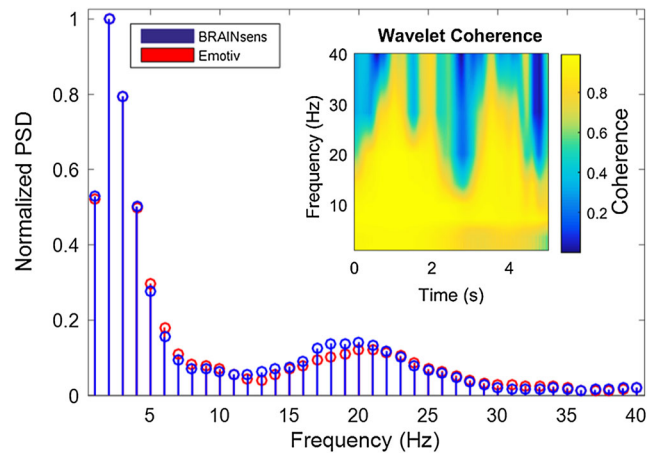 BRAINsens
Emotiv
Normalized PSD
1
0.8
0.6
0.4
0.2
0
5 10 15 20 25 30 35 40
Frequency (Hz)
Wavelet Coherence
Frequency (Hz)
40
30
20
10
0 2 4
Time (s)
0.8
0.6
0.4
0.2
Coherence